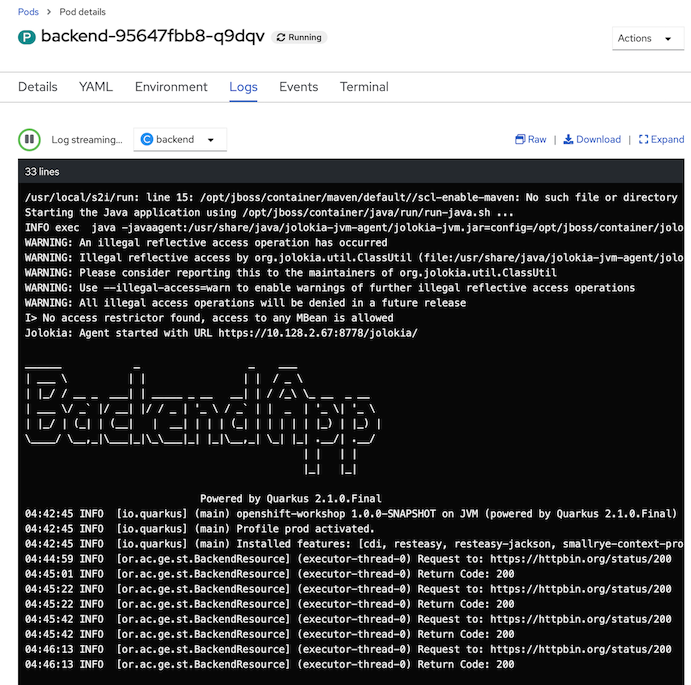 Pods > Pod details
P backend-95647fbb8-q9dqv Running
Actions
Details YAML Environment Logs Events Terminal
Log streaming... C backend Raw | Download | Expand
33 lines
/usr/local/s2i/run: line 15: /opt/jboss/container/maven/default//scl-enable-maven: No such file or directory
Starting the Java application using /opt/jboss/container/java/run/run-java.sh ...
INFO exec  java -javaagent:/usr/share/java/jolokia-jvm-agent/jolokia-jvm.jar=config=/opt/jboss/container/jolo
WARNING: An illegal reflective access operation has occurred
WARNING: Illegal reflective access by org.jolokia.util.ClassUtil (file:/usr/share/java/jolokia-jvm-agent/jolo
WARNING: Please consider reporting this to the maintainers of org.jolokia.util.ClassUtil
WARNING: Use --illegal-access=warn to enable warnings of further illegal reflective access operations
WARNING: All illegal access operations will be denied in a future release
I> No access restrictor found, access to any MBean is allowed
Jolokia: Agent started with URL https://10.128.2.67:8778/jolokia/
BackendApp
Powered by Quarkus 2.1.0.Final
04:42:45 INFO  [io.quarkus] (main) openshift-workshop 1.0.0-SNAPSHOT on JVM (powered by Quarkus 2.1.0.Final)
04:42:45 INFO  [io.quarkus] (main) Profile prod activated.
04:42:45 INFO  [io.quarkus] (main) Installed features: [cdi, resteasy, resteasy-jackson, smallrye-context-pro
04:44:59 INFO  [or.ac.ge.st.BackendResource] (executor-thread-0) Request to: https://httpbin.org/status/200
04:45:01 INFO  [or.ac.ge.st.BackendResource] (executor-thread-0) Return Code: 200
04:45:22 INFO  [or.ac.ge.st.BackendResource] (executor-thread-0) Request to: https://httpbin.org/status/200
04:45:22 INFO  [or.ac.ge.st.BackendResource] (executor-thread-0) Return Code: 200
04:45:42 INFO  [or.ac.ge.st.BackendResource] (executor-thread-0) Request to: https://httpbin.org/status/200
04:45:42 INFO  [or.ac.ge.st.BackendResource] (executor-thread-0) Return Code: 200
04:46:13 INFO  [or.ac.ge.st.BackendResource] (executor-thread-0) Request to: https://httpbin.org/status/200
04:46:13 INFO  [or.ac.ge.st.BackendResource] (executor-thread-0) Return Code: 200